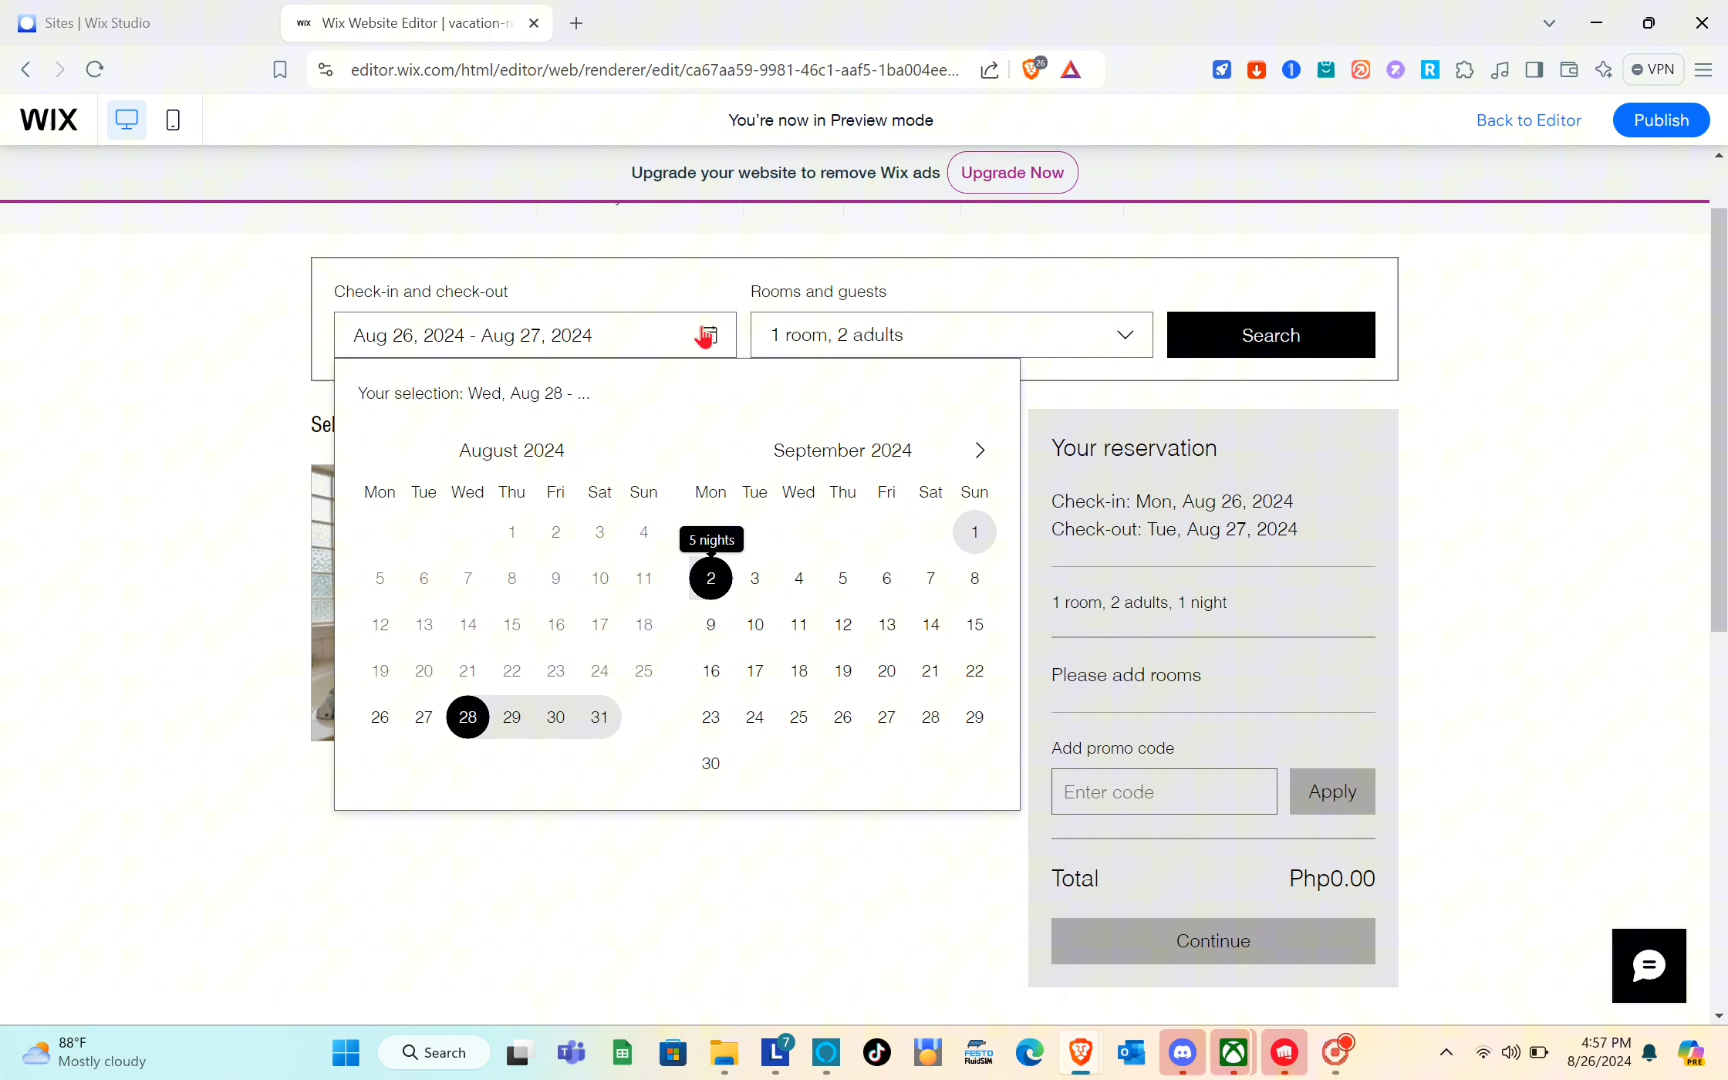 Sites | Wix Studio
WIX Wix Website Editor | vacation-r
editor.wix.com/html/editor/web/renderer/edit/ca67aa59-9981-46c1-aaf5-1ba004ee...
26
VPN
WIX
You're now in Preview mode
Back to Editor
Publish
Upgrade your website to remove Wix ads
Upgrade Now
Check-in and check-out
Rooms and guests
Aug 26, 2024 - Aug 27, 2024
1 room, 2 adults
Search
Your selection: Wed, Aug 28 - ...
Sel
August 2024
September 2024
Mon Tue Wed Thu Fri Sat Sun
Mon Tue Wed Thu Fri Sat Sun
1 2 3 4
5 nights
1
5 6 7 8 9 10 11
2 3 4 5 6 7 8
12 13 14 15 16 17 18
9 10 11 12 13 14 15
19 20 21 22 23 24 25
16 17 18 19 20 21 22
26 27 28 29 30 31
23 24 25 26 27 28 29
30
Your reservation
Check-in: Mon, Aug 26, 2024
Check-out: Tue, Aug 27, 2024
1 room, 2 adults, 1 night
Please add rooms
Add promo code
Enter code
Apply
Total
Php0.00
Continue
88°F
Mostly cloudy
Search
L
7
FESTO
FluidSIM
4:57 PM
8/26/2024
PRE